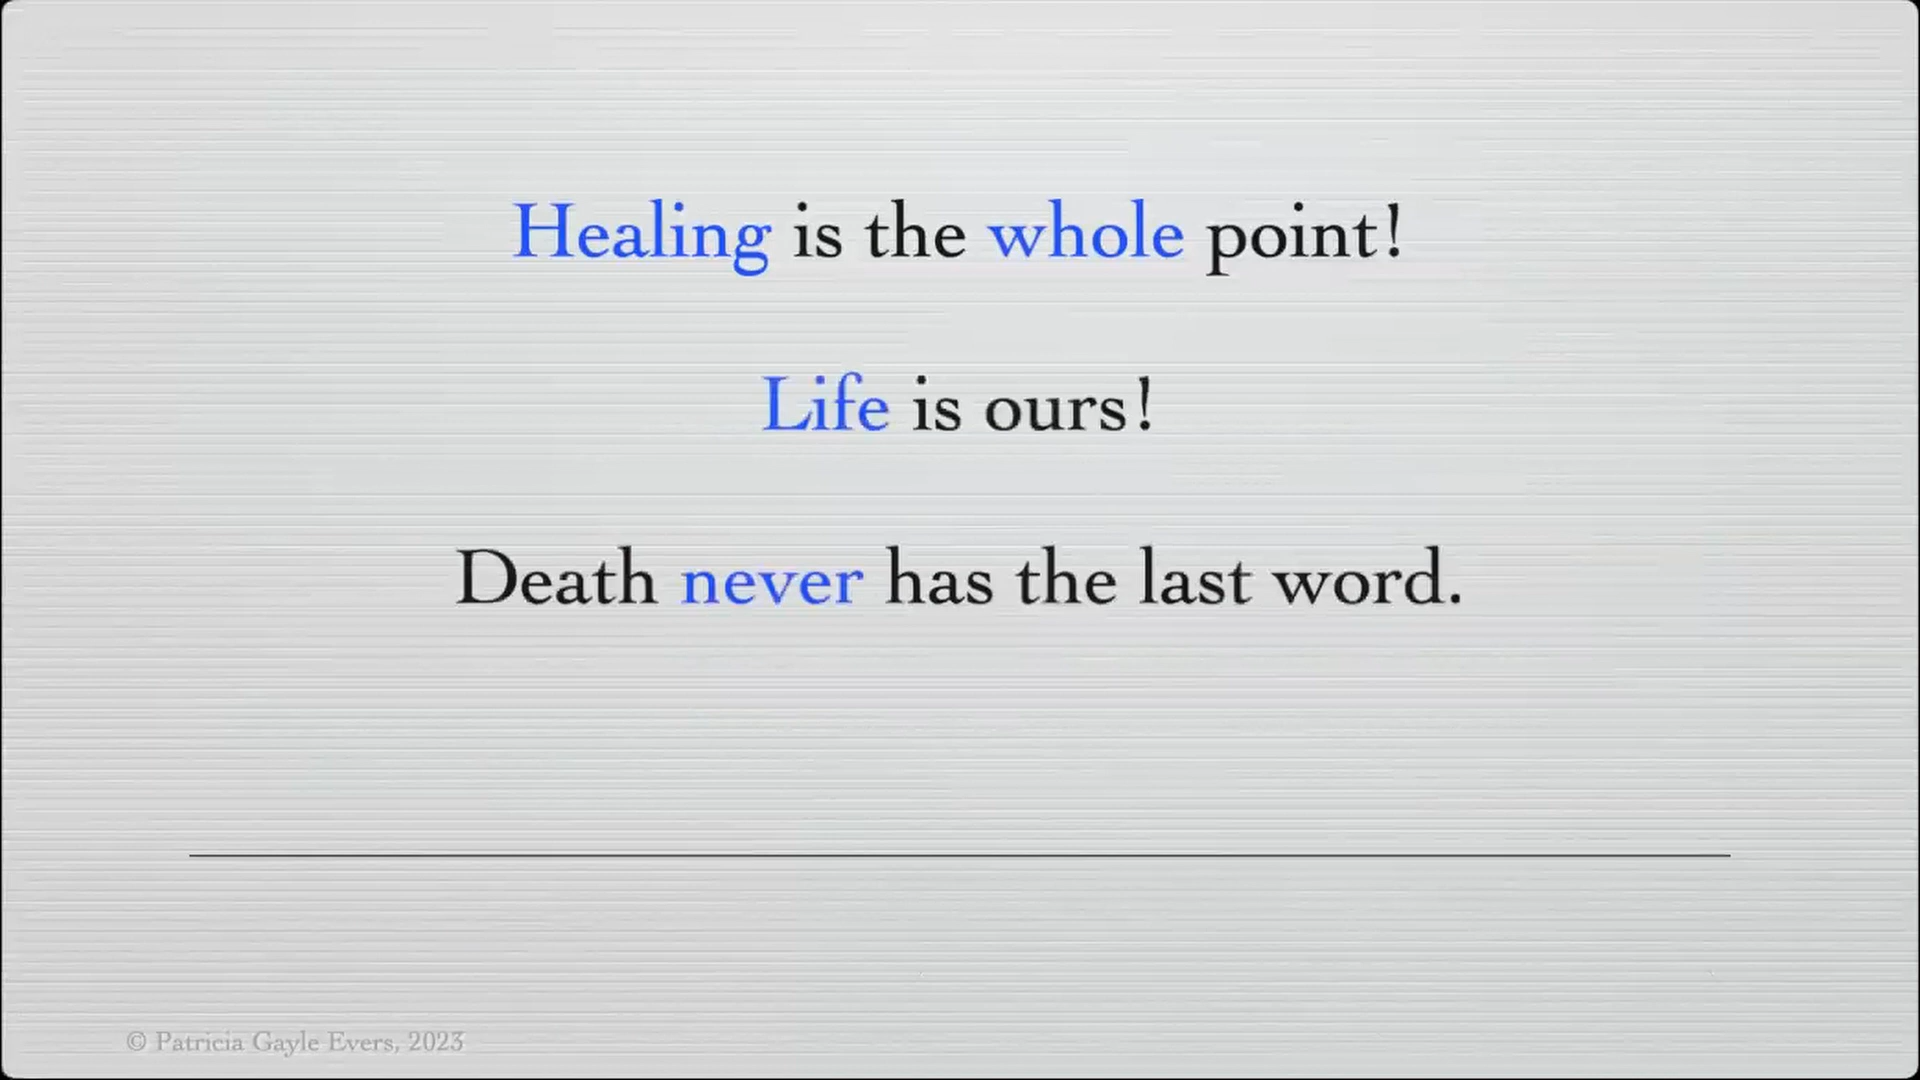 Healing is the whole point!
Life is ours!
Death never has the last word.
© Patricia Gayle Evers, 2023